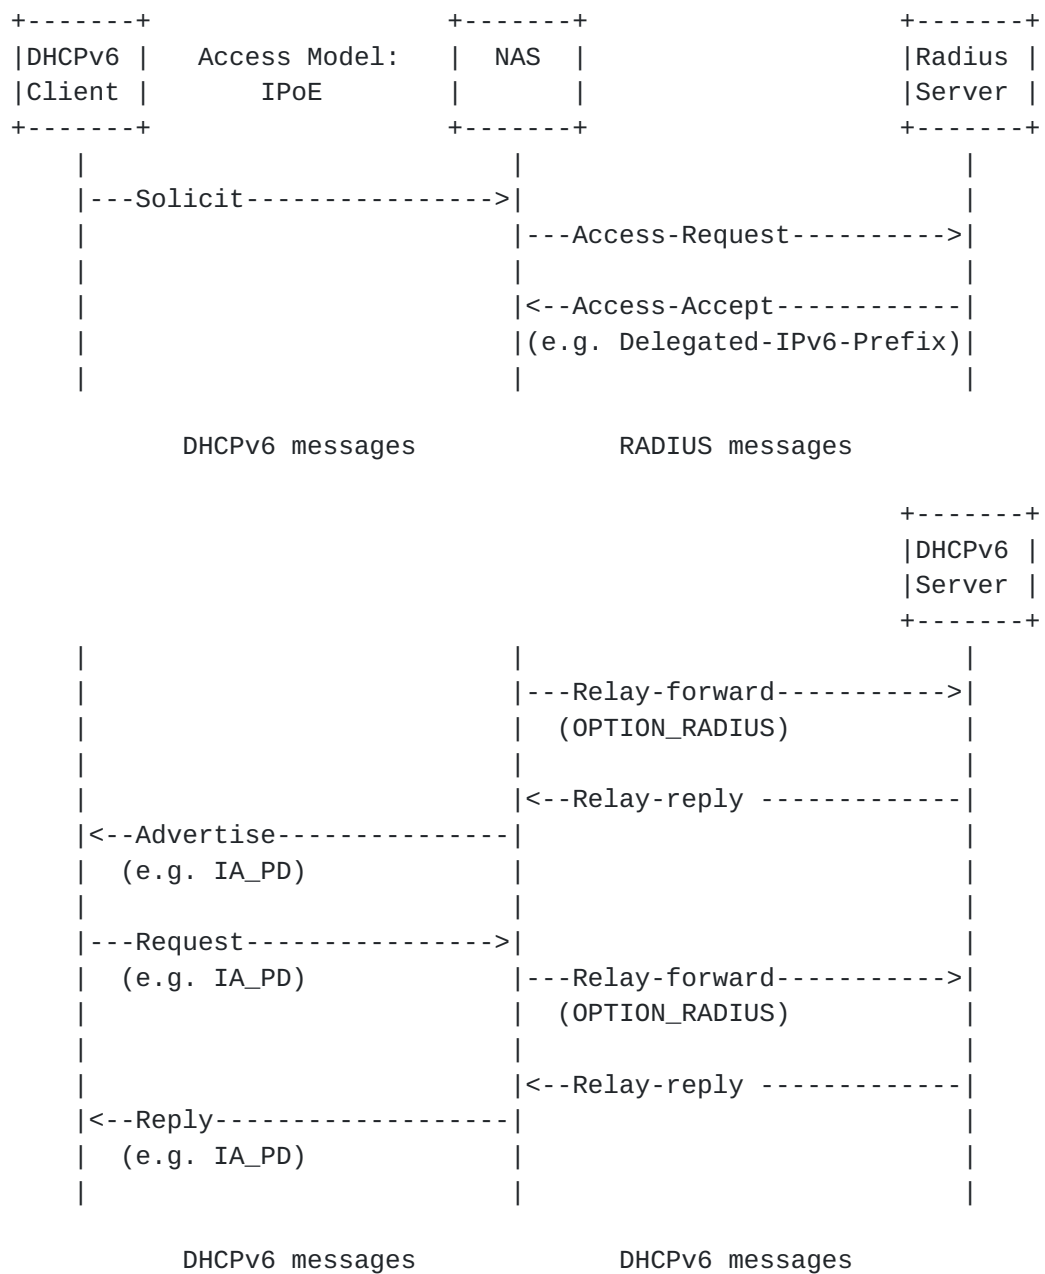 +-------+                   +-------+                    +-------+
|DHCPv6 |   Access Model:   |  NAS  |                    |Radius |
|Client |       IPoE        |       |                    |Server |
+-------+                   +-------+                    +-------+
    |                           |                            |
    |---Solicit---------------->|                            |
    |                           |---Access-Request---------->|
    |                           |                            |
    |                           |<--Access-Accept------------|
    |                           |(e.g. Delegated-IPv6-Prefix)|
    |                           |                            |
           DHCPv6 messages             RADIUS messages
                                                         +-------+
                                                         |DHCPv6 |
                                                         |Server |
                                                         +-------+
    |                           |                            |
    |                           |---Relay-forward----------->|
    |                           |  (OPTION_RADIUS)           |
    |                           |                            |
    |                           |<--Relay-reply -------------|
    |<--Advertise---------------|                            |
    |  (e.g. IA_PD)             |                            |
    |                           |                            |
    |---Request---------------->|                            |
    |  (e.g. IA_PD)             |---Relay-forward----------->|
    |                           |  (OPTION_RADIUS)           |
    |                           |                            |
    |                           |<--Relay-reply -------------|
    |<--Reply-------------------|                            |
    |  (e.g. IA_PD)             |                            |
    |                           |                            |
           DHCPv6 messages             DHCPv6 messages